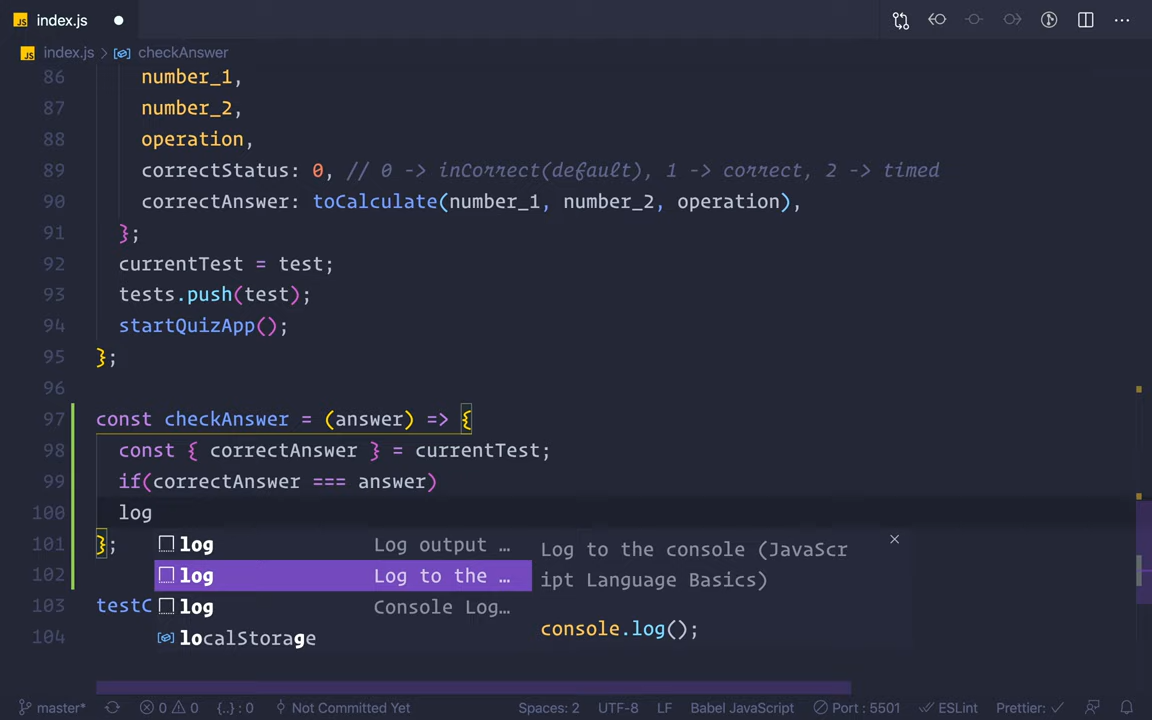 JS index.js
JS index.js > checkAnswer
86 number_1,
87 number_2,
88 operation,
89 correctStatus: 0, // 0 -> inCorrect(default), 1 -> correct, 2 -> timed
90 correctAnswer: toCalculate(number_1, number_2, operation),
91 };
92 currentTest = test;
93 tests.push(test);
94 startQuizApp();
95 };
96
97 const checkAnswer = (answer) => {
98 const { correctAnswer } = currentTest;
99 if(correctAnswer === answer)
100 log
101 };
log Log output …
Log to the console (JavaScr
102
log Log to the …
ipt Language Basics)
103 testC
log Console Log…
console.log();
104
localStorage
master* 0 0 {..} : 0 Not Committed Yet Spaces: 2 UTF-8 LF Babel JavaScript Port : 5501 ESLint Prettier: ✓